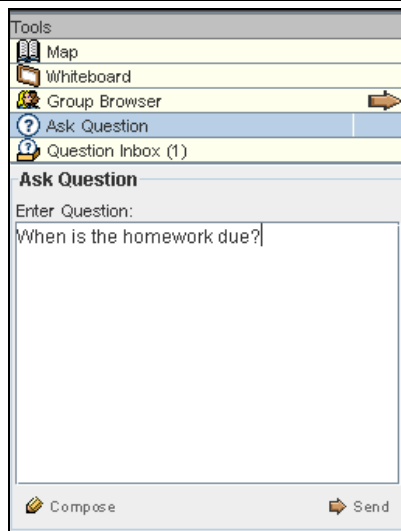 Tools
Map
Whiteboard
Group Browser
Ask Question
Question Inbox (1)
Ask Question
Enter Question:
When is the homework due?
Compose
Send